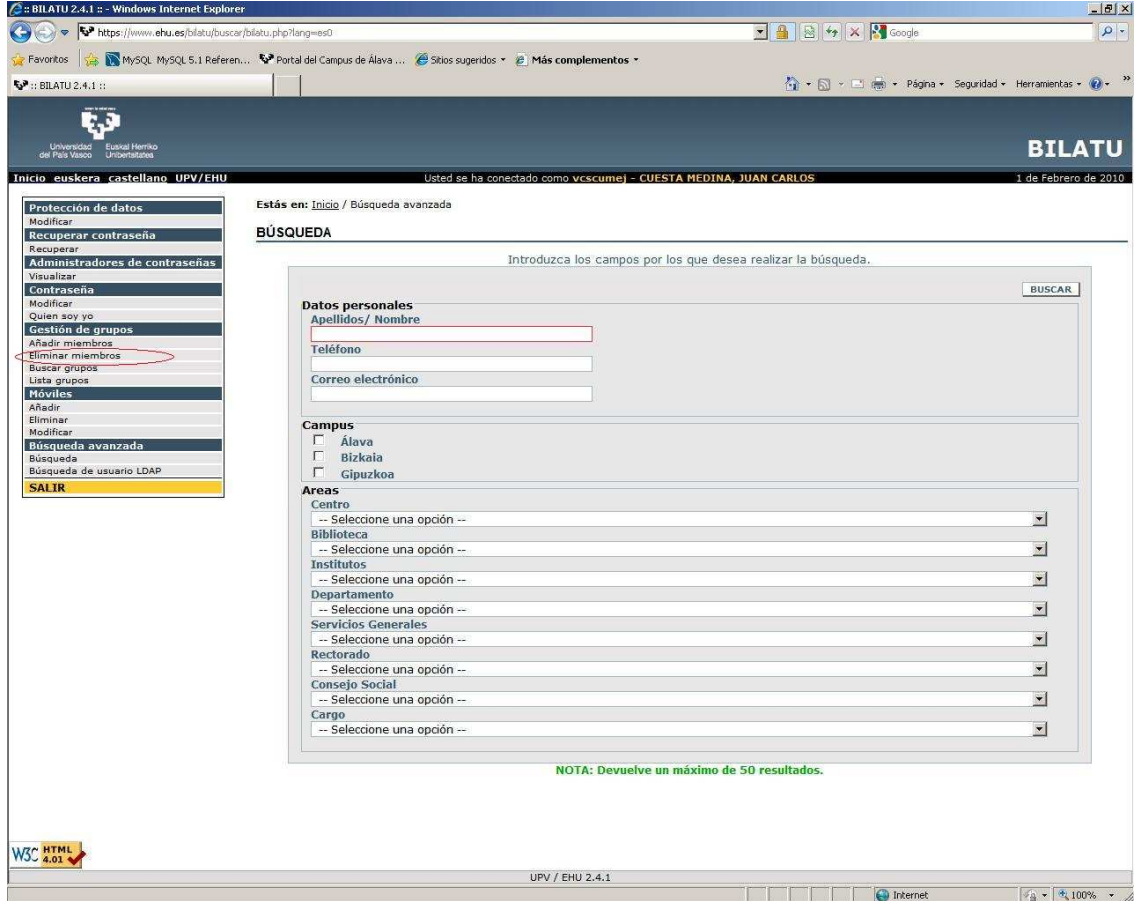 :: BILATU 2.4.1 :: - Windows Internet Explorer
https://www.ehu.es/bilatu/buscar/bilatu.php?lang=es0
Google
Favoritos MySQL MySQL 5.1 Referen... Portal del Campus de Álava ... Sitios sugeridos Más complementos
:: BILATU 2.4.1 :: Página Seguridad Herramientas »
Universidad del País Vasco Euskal Herriko Unibertsitatea
BILATU
Inicio euskera castellano UPV/EHU Usted se ha conectado como vcscumej - CUESTA MEDINA, JUAN CARLOS 1 de Febrero de 2010
Protección de datos
Modificar
Recuperar contraseña
Recuperar
Administradores de contraseñas
Visualizar
Contraseña
Modificar
Quien soy yo
Gestión de grupos
Añadir miembros
Eliminar miembros
Buscar grupos
Lista grupos
Móviles
Añadir
Eliminar
Modificar
Búsqueda avanzada
Búsqueda
Búsqueda de usuario LDAP
SALIR
Estás en: Inicio / Búsqueda avanzada
BÚSQUEDA
Introduzca los campos por los que desea realizar la búsqueda.
BUSCAR
Datos personales
Apellidos/ Nombre
Teléfono
Correo electrónico
Campus
Álava
Bizkaia
Gipuzkoa
Areas
Centro
-- Seleccione una opción --
Biblioteca
-- Seleccione una opción --
Institutos
-- Seleccione una opción --
Departamento
-- Seleccione una opción --
Servicios Generales
-- Seleccione una opción --
Rectorado
-- Seleccione una opción --
Consejo Social
-- Seleccione una opción --
Cargo
-- Seleccione una opción --
NOTA: Devuelve un máximo de 50 resultados.
W3C HTML 4.01
UPV / EHU 2.4.1
Internet 100%